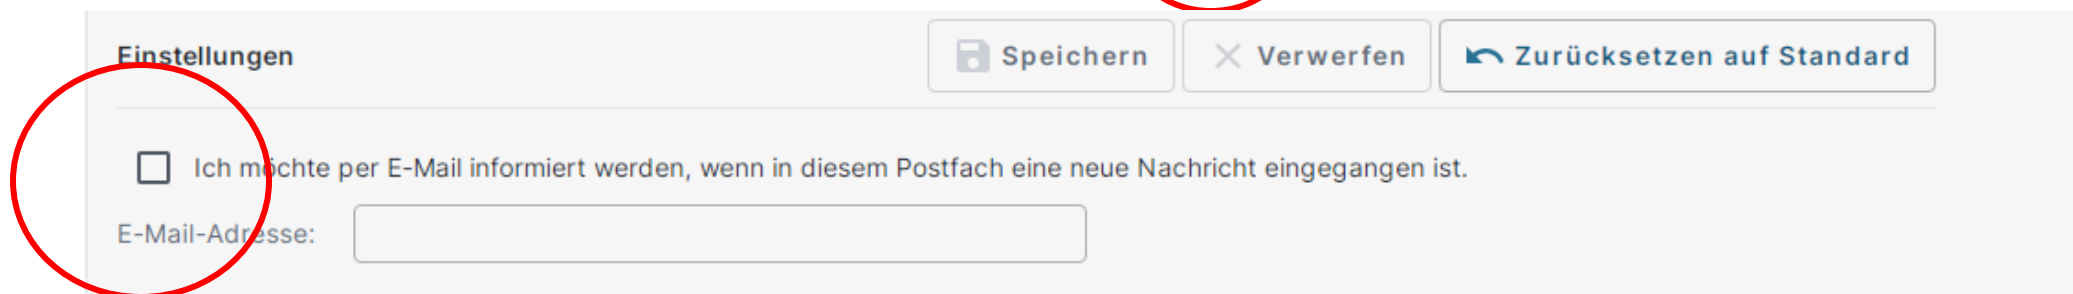 Einstellungen Speichern Verwerfen Zurücksetzen auf Standard
Ich möchte per E-Mail informiert werden, wenn in diesem Postfach eine neue Nachricht eingegangen ist.
E-Mail-Adresse: